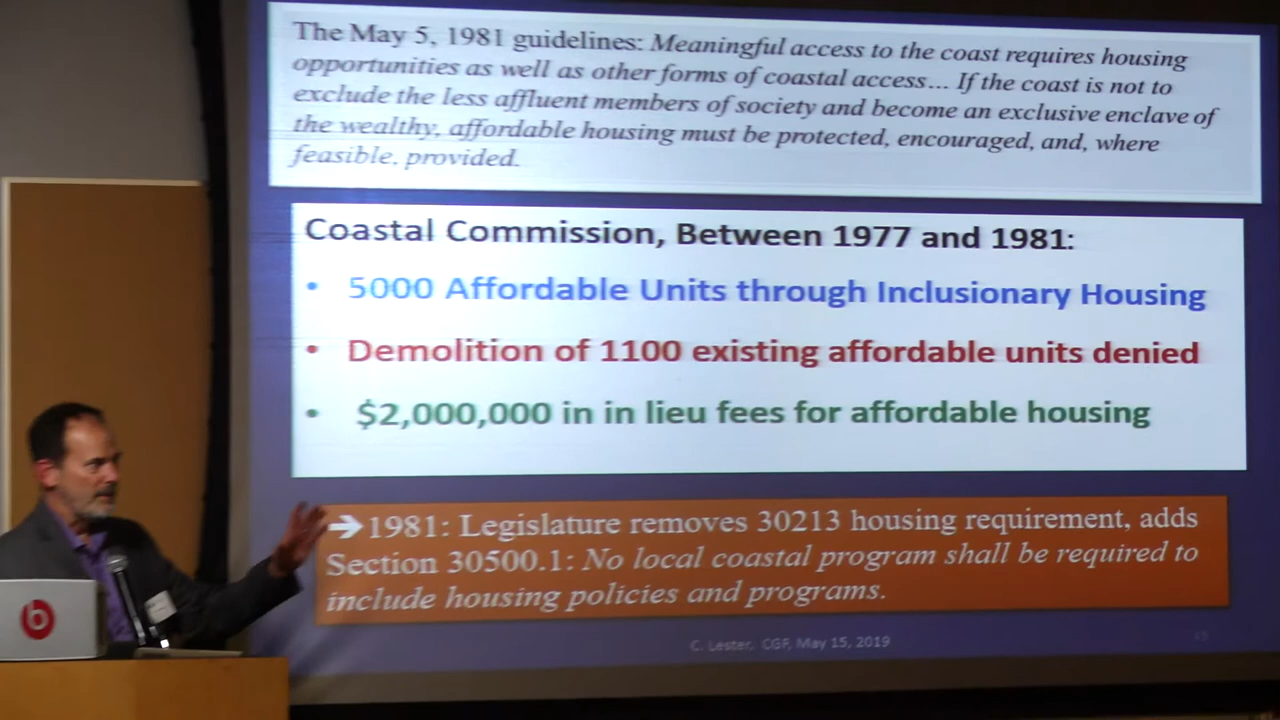 The May 5, 1981 guidelines: Meaningful access to the coast requires housing
opportunities as well as other forms of coastal access... If the coast is not to
exclude the less affluent members of society and become an exclusive enclave of
the wealthy, affordable housing must be protected, encouraged, and, where
feasible, provided.
Coastal Commission, Between 1977 and 1981:
• 5000 Affordable Units through Inclusionary Housing
• Demolition of 1100 existing affordable units denied
• $2,000,000 in in lieu fees for affordable housing
➔1981: Legislature removes 30213 housing requirement, adds
Section 30500.1: No local coastal program shall be required to
include housing policies and programs.
C. Lester, CGF, May 15, 2019